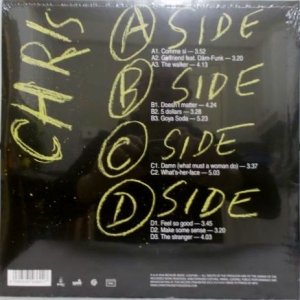 CHRIS
A SIDE
A1. Comme si — 3.52
A2. Girlfriend feat. Dâm-Funk — 3.20
A3. The walker — 4.13
B SIDE
B1. Doesn't matter — 4.24
B2. 5 dollars — 3.28
B3. Goya Soda — 5.23
C SIDE
C1. Damn (what must a woman do) — 3.37
C2. What's-her-face — 5.03
D SIDE
D1. Feel so good — 3.45
D2. Make some sense — 3.20
D3. The stranger — 4.03